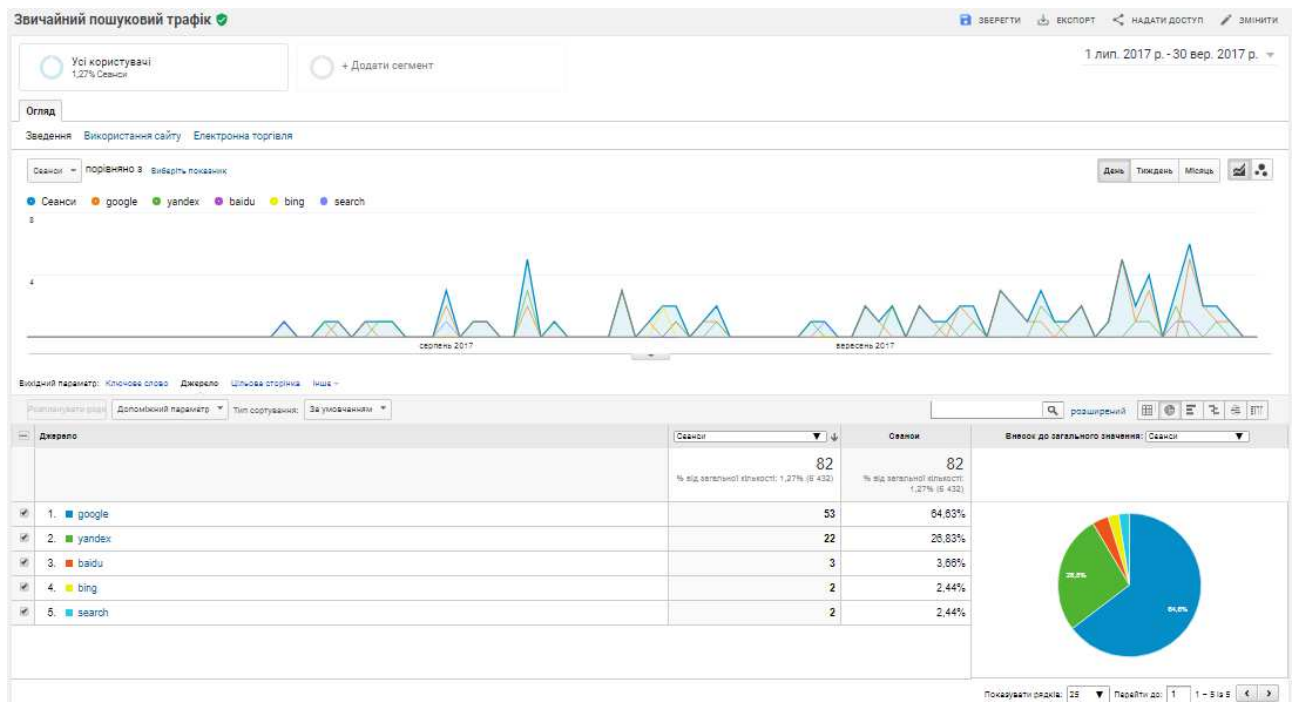 Звичайний пошуковий трафік
ЗБЕРЕГТИ ЕКСПОРТ НАДАТИ ДОСТУП ЗМІНИТИ
Усі користувачі
1,27% Сеанси
+ Додати сегмент
1 лип. 2017 р. - 30 вер. 2017 р.
Огляд
Зведення Використання сайту Електронна торгівля
Сеанси порівняно з Виберіть показник
День Тиждень Місяць
Сеанси google yandex baidu bing search
8
4
серпень 2017 вересень 2017
Вихідний параметр: Ключове слово Джерело Цільова сторінка Інше
Розпланувати рядки Допоміжний параметр Тип сортування: За умовчанням розширений
Джерело Сеанси Сеанси Внесок до загального значення: Сеанси
82 82
% від загальної кількості: 1,27% (6 432) % від загальної кількості:
1,27% (6 432)
1. google 53 64,63%
2. yandex 22 26,83%
3. baidu 3 3,66%
4. bing 2 2,44%
5. search 2 2,44%
26,8%
64,6%
Показувати рядків: 25 Перейти до: 1 1 – 5 із 5